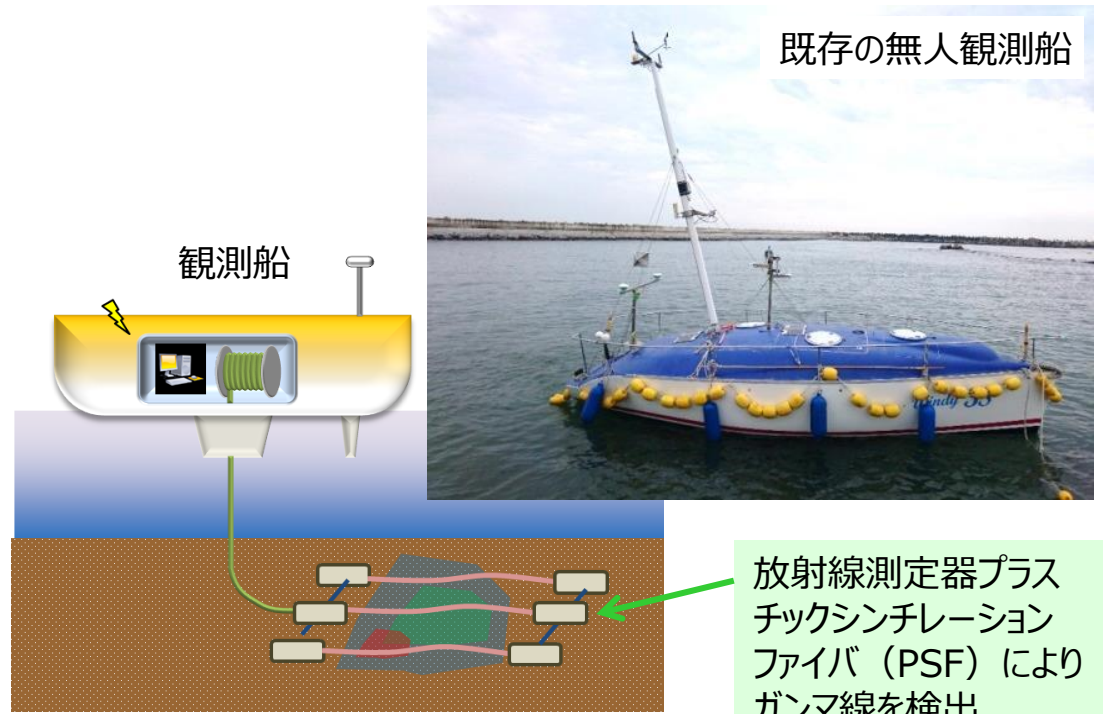 既存の無人観測船
観測船
Windy 33
放射線測定器プラス
チックシンチレーション
ファイバ（PSF）により
ガンマ線を検出